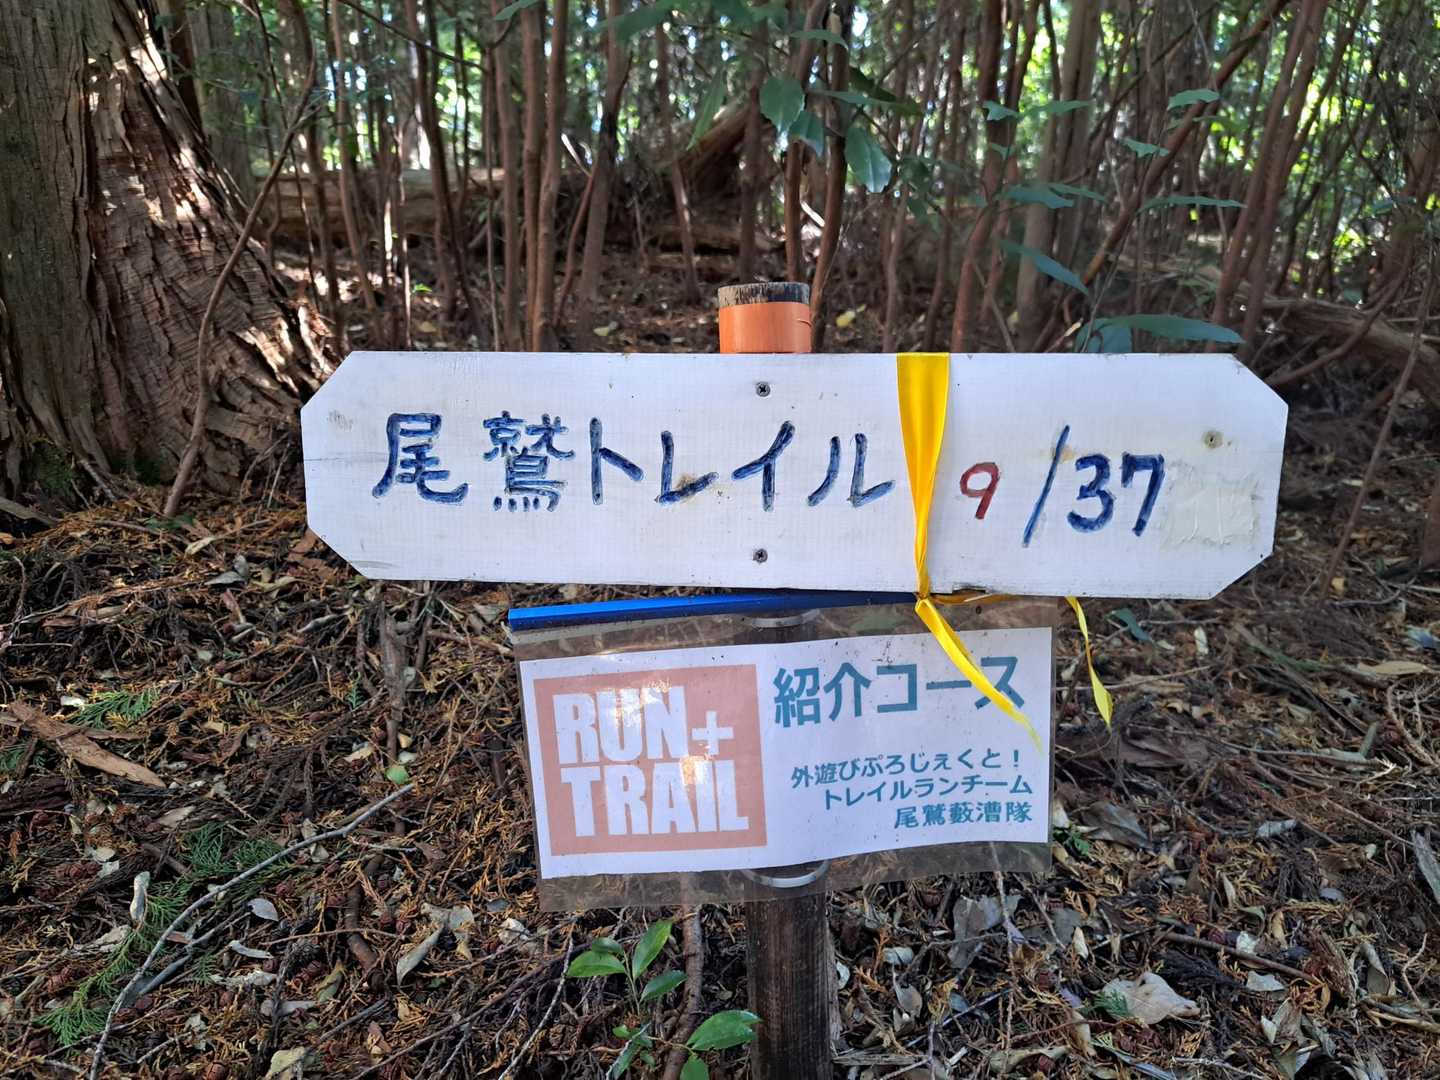 尾鷲トレイル 9/37
RUN+
TRAIL
紹介コース
外遊びぷろじぇくと！
トレイルランチーム
尾鷲藪漕隊